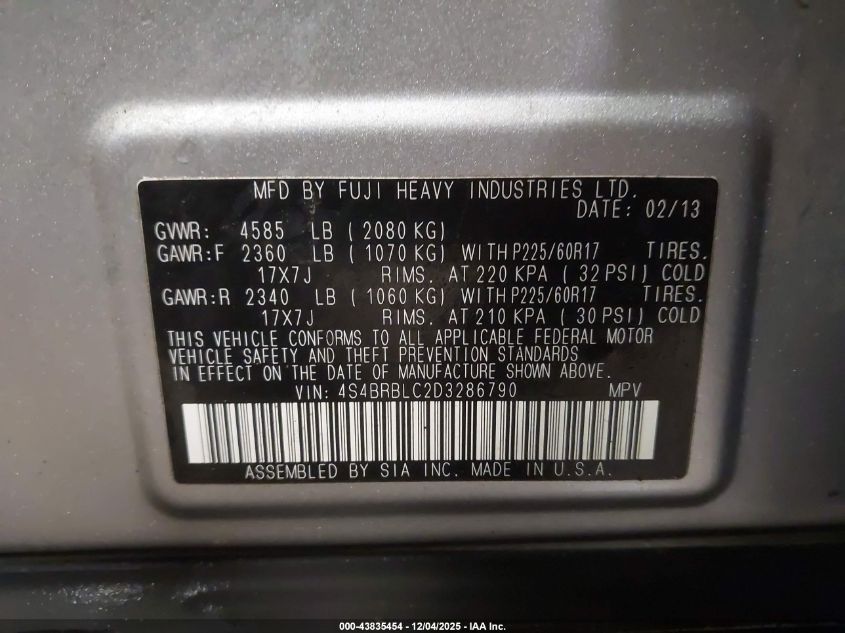 MFD BY FUJI HEAVY INDUSTRIES LTD.
DATE: 02/13
GVWR: 4585 LB ( 2080 KG)
GAWR:F 2360 LB ( 1070 KG) WITH P225/60R17 TIRES.
17X7J RIMS. AT 220 KPA ( 32 PSI) COLD
GAWR:R 2340 LB ( 1060 KG) WITH P225/60R17 TIRES.
17X7J RIMS. AT 210 KPA ( 30 PSI) COLD
THIS VEHICLE CONFORMS TO ALL APPLICABLE FEDERAL MOTOR
VEHICLE SAFETY AND THEFT PREVENTION STANDARDS
IN EFFECT ON THE DATE OF MANUFACTURE SHOWN ABOVE.
VIN: 4S4BRBLC2D3286790 MPV
ASSEMBLED BY SIA INC. MADE IN U.S.A.
000-43835454 - 12/04/2025 - IAA Inc.